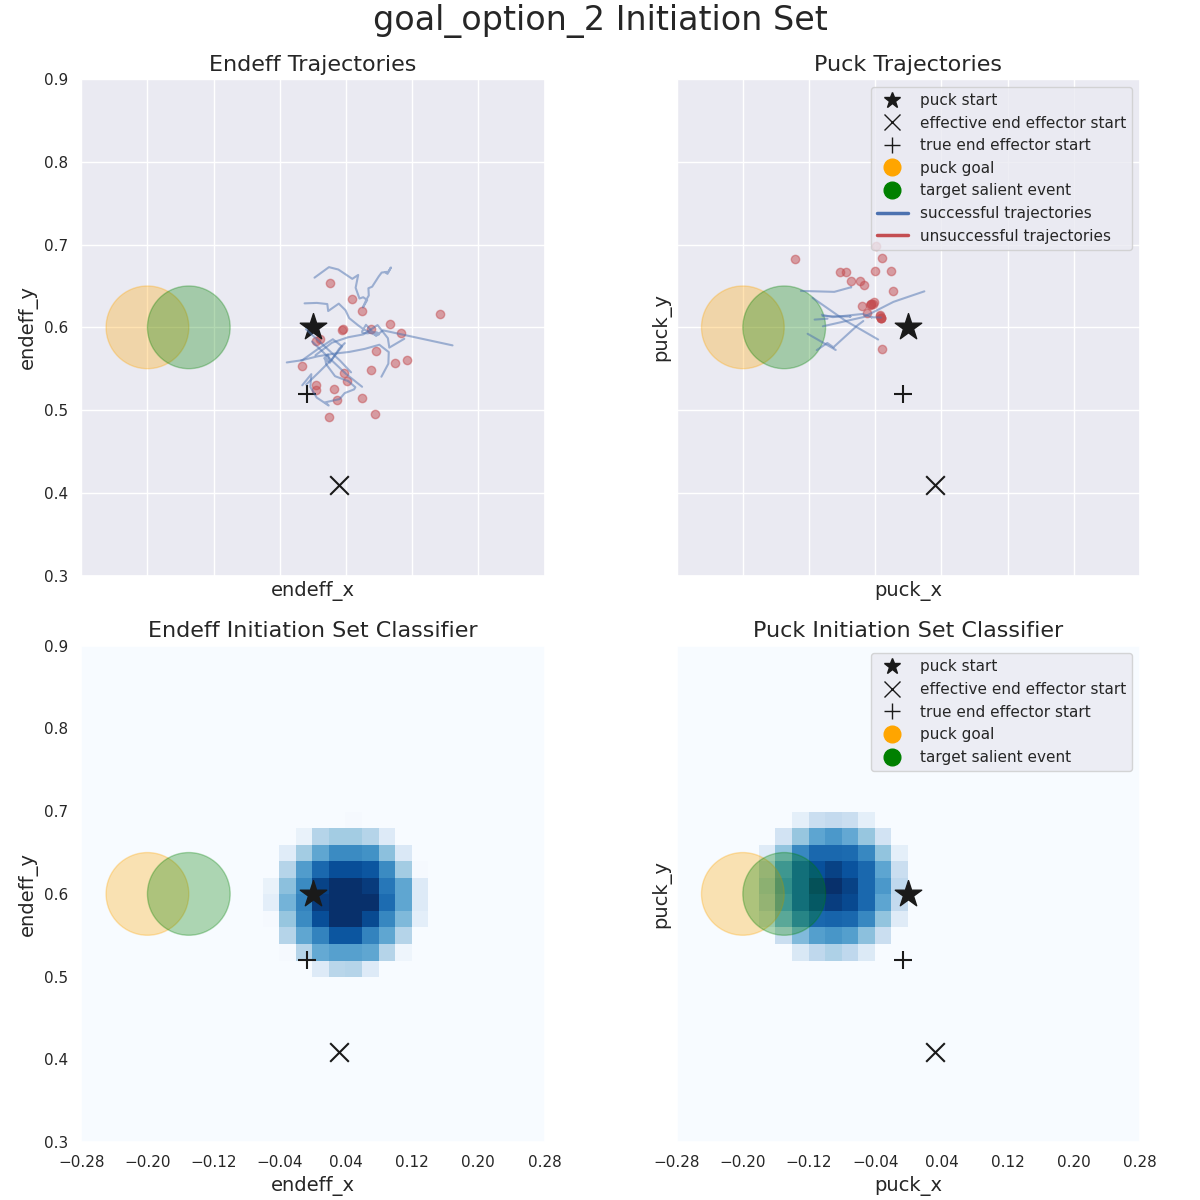 goal_option_2 Initiation Set
Endeff Trajectories
0.9
0.8
0.7
0.6
0.5
0.4
0.3
endeff_y
endeff_x
Puck Trajectories
puck start
effective end effector start
true end effector start
puck goal
target salient event
successful trajectories
unsuccessful trajectories
puck_y
puck_x
Endeff Initiation Set Classifier
0.9
0.8
0.7
0.6
0.5
0.4
0.3
endeff_y
−0.28 −0.20 −0.12 −0.04 0.04 0.12 0.20 0.28
endeff_x
Puck Initiation Set Classifier
puck start
effective end effector start
true end effector start
puck goal
target salient event
puck_y
−0.28 −0.20 −0.12 −0.04 0.04 0.12 0.20 0.28
puck_x